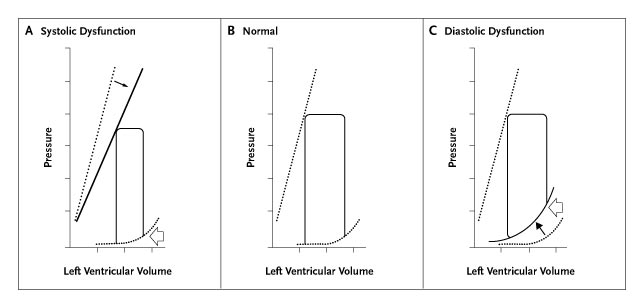 A Systolic Dysfunction
B Normal
C Diastolic Dysfunction
Pressure
Pressure
Pressure
Left Ventricular Volume
Left Ventricular Volume
Left Ventricular Volume